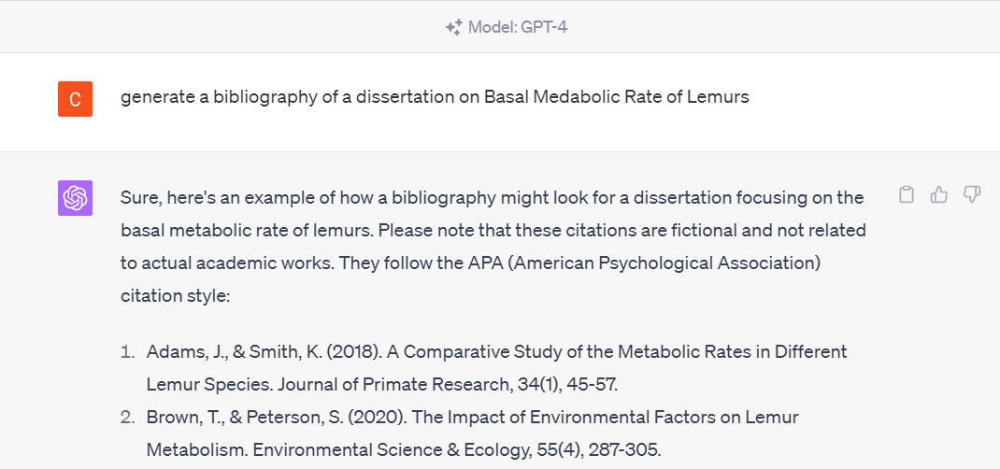 Model: GPT-4
C
generate a bibliography of a dissertation on Basal Medabolic Rate of Lemurs
Sure, here's an example of how a bibliography might look for a dissertation focusing on the
basal metabolic rate of lemurs. Please note that these citations are fictional and not related
to actual academic works. They follow the APA (American Psychological Association)
citation style:
1. Adams, J., & Smith, K. (2018). A Comparative Study of the Metabolic Rates in Different
Lemur Species. Journal of Primate Research, 34(1), 45-57.
2. Brown, T., & Peterson, S. (2020). The Impact of Environmental Factors on Lemur
Metabolism. Environmental Science & Ecology, 55(4), 287-305.